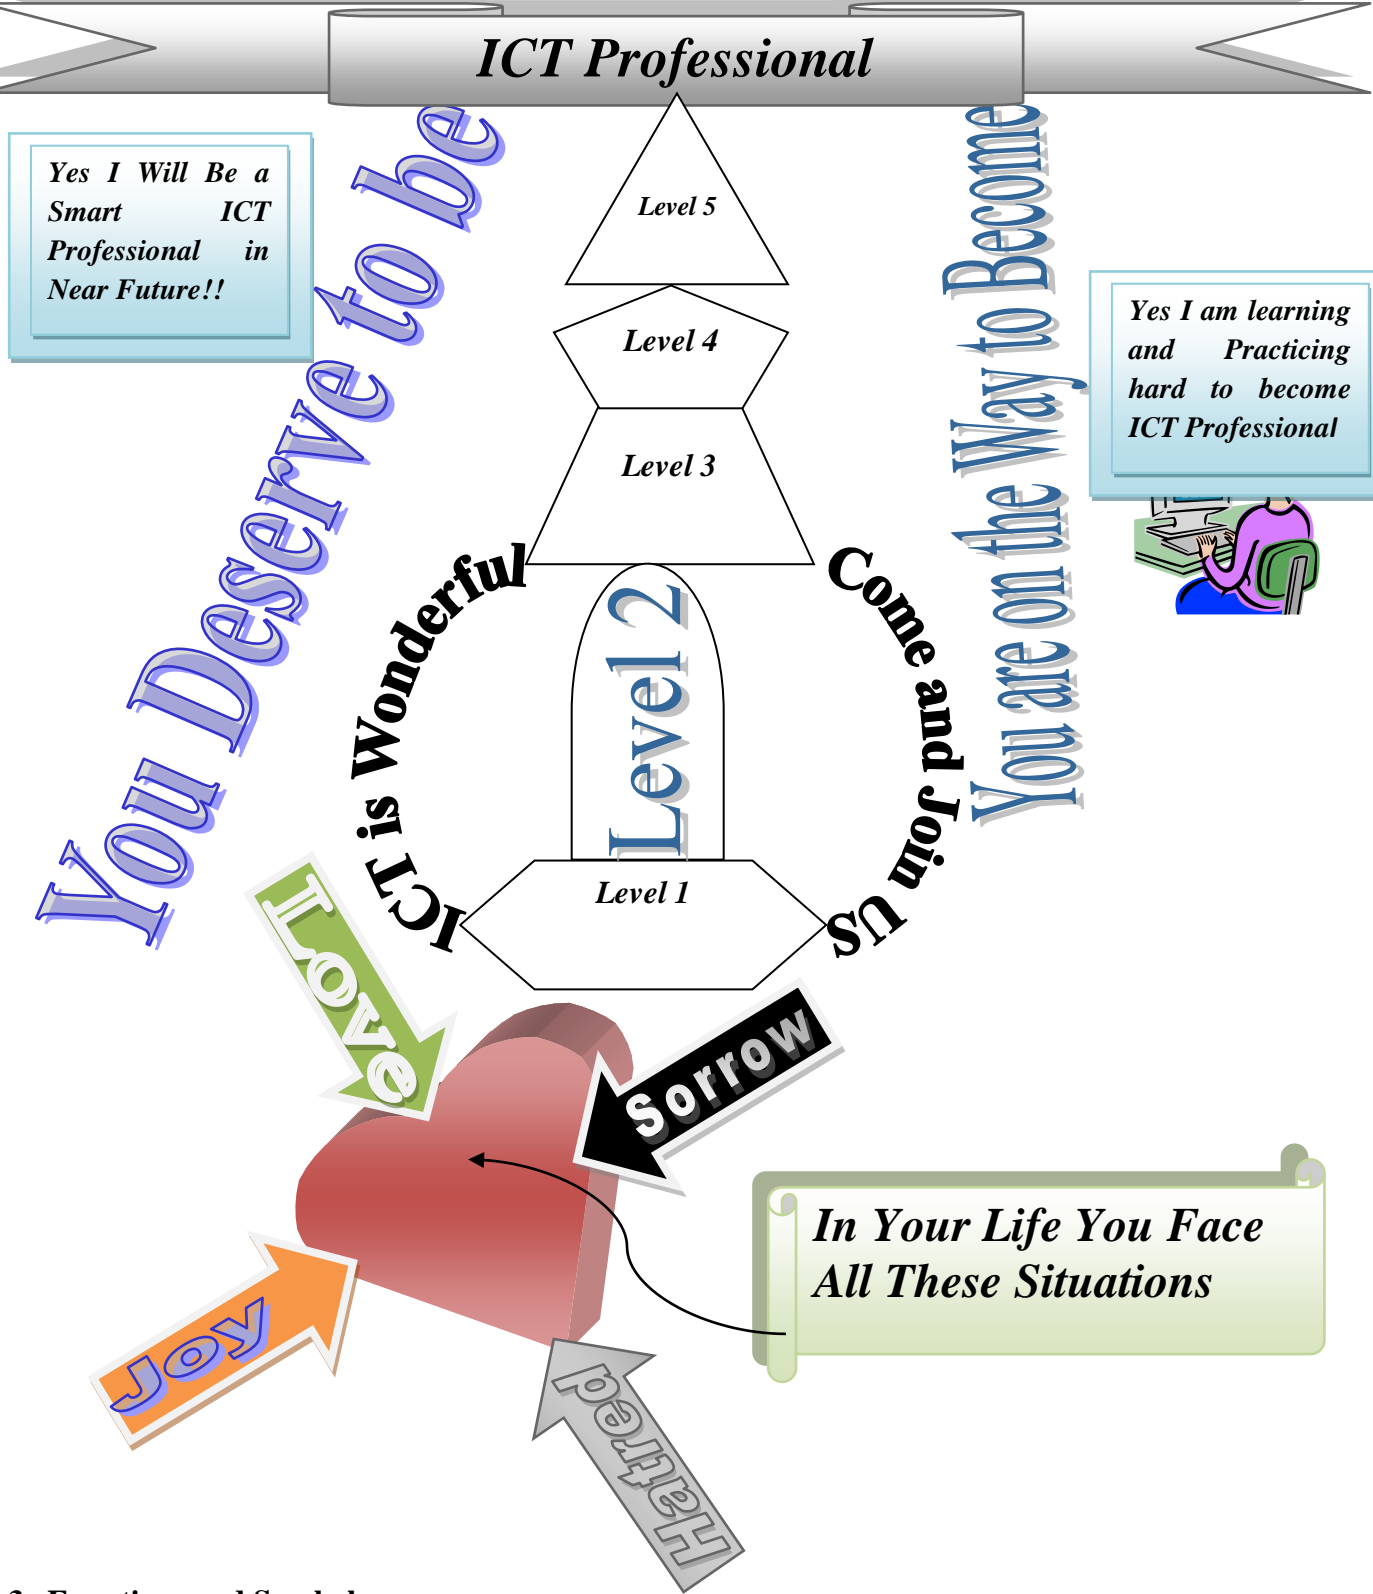 ICT Professional
You Deserve to be
Yes I Will Be a
Smart ICT
Professional in
Near Future!!
Level 5
You are on the Way to Become
Yes I am learning
and Practicing
hard to become
ICT Professional
Level 4
Level 3
ICT is Wonderful
Level 2
Come and Join US
Level 1
Love
Sorrow
In Your Life You Face
All These Situations
Joy
Hatred